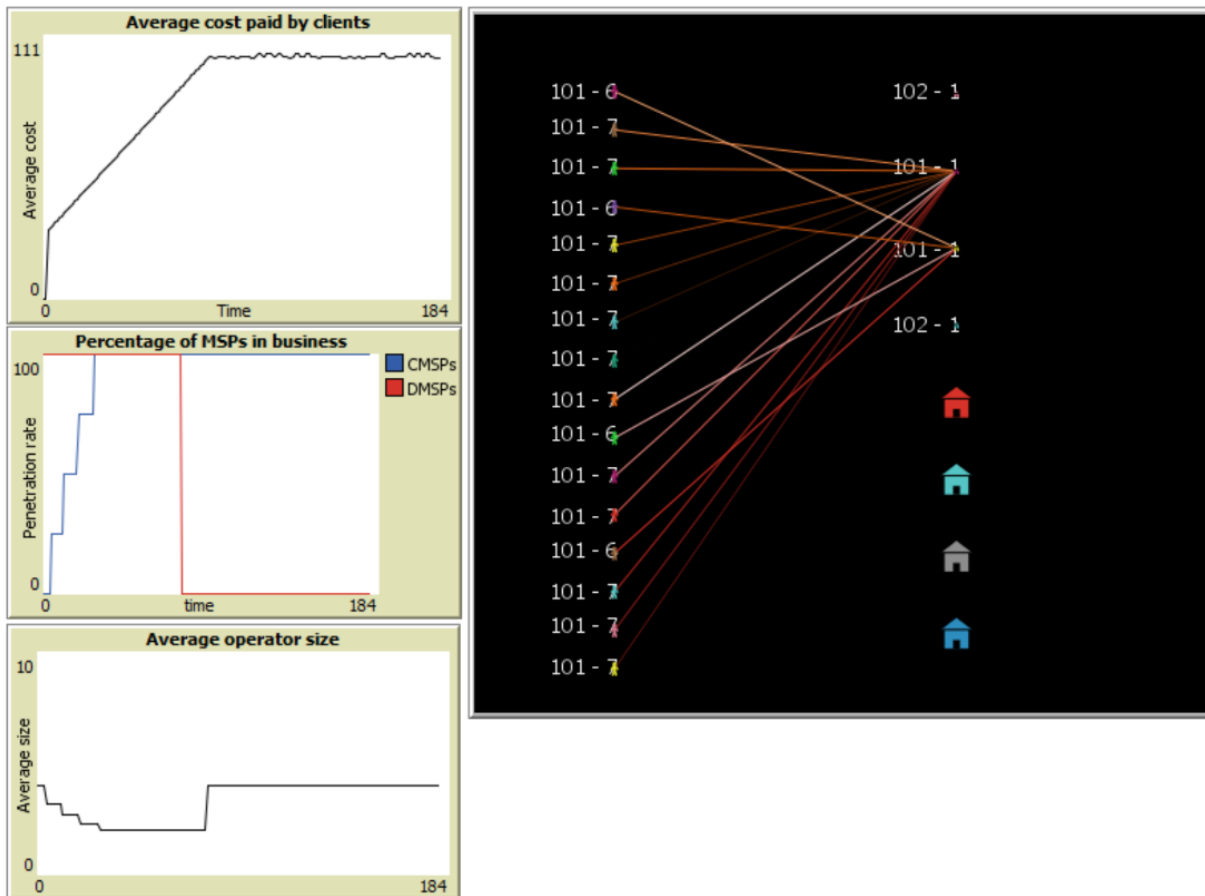 Average cost paid by clients
111
Average cost
0
0
Time
184
Percentage of MSPs in business
100
Penetration rate
0
0
time
184
CMSPs
DMSPs
Average operator size
10
Average size
0
0
184
101 - 6
101 - 7
101 - 7
101 - 6
101 - 7
101 - 7
101 - 7
101 - 7
101 - 7
101 - 6
101 - 7
101 - 7
101 - 6
101 - 7
101 - 7
101 - 7
102 - 1
101 - 1
101 - 1
102 - 1